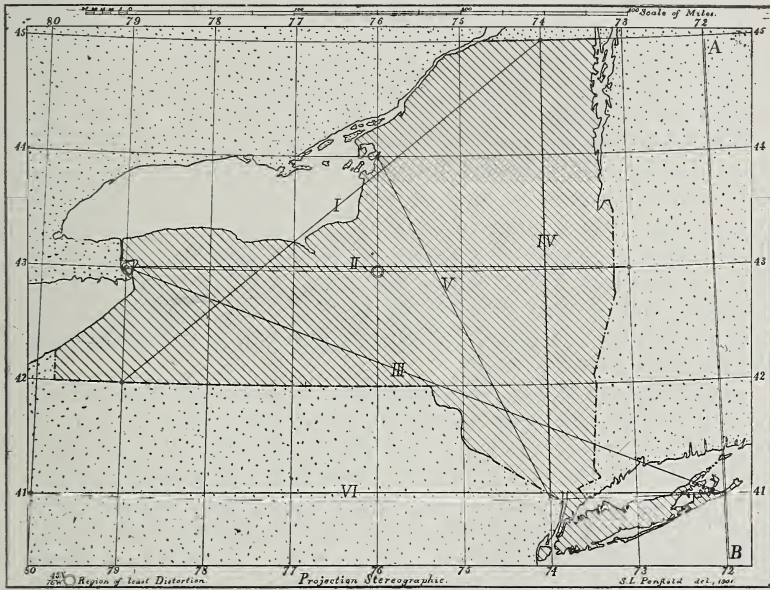 80 79 78 77 76 75 74 73 72
Scale of Miles.
45 A 45
44 44
I
IV
43 II 43
V
III
42 42
41 VI 41
B
80 79 78 77 76 75 74 73 72
Region of least Distortion. Projection Stereographic. S.L. Penfield del., 1901